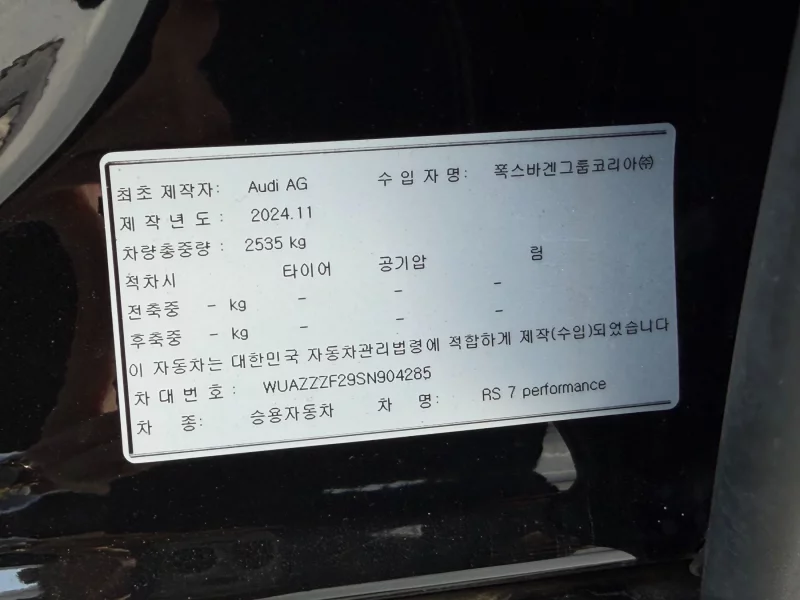 최초 제작자: Audi AG 수 입 자 명: 폭스바겐그룹코리아㈜
제 작 년 도 : 2024.11
차량총중량 : 2535 kg
적차시 타이어 공기압 림
전축중 - kg - - -
후축중 - kg - - -
이 자동차는 대한민국 자동차관리법령에 적합하게 제작(수입)되었습니다
차 대 번 호 : WUAZZZF29SN904285
차 종: 승용자동차 차 명: RS 7 performance